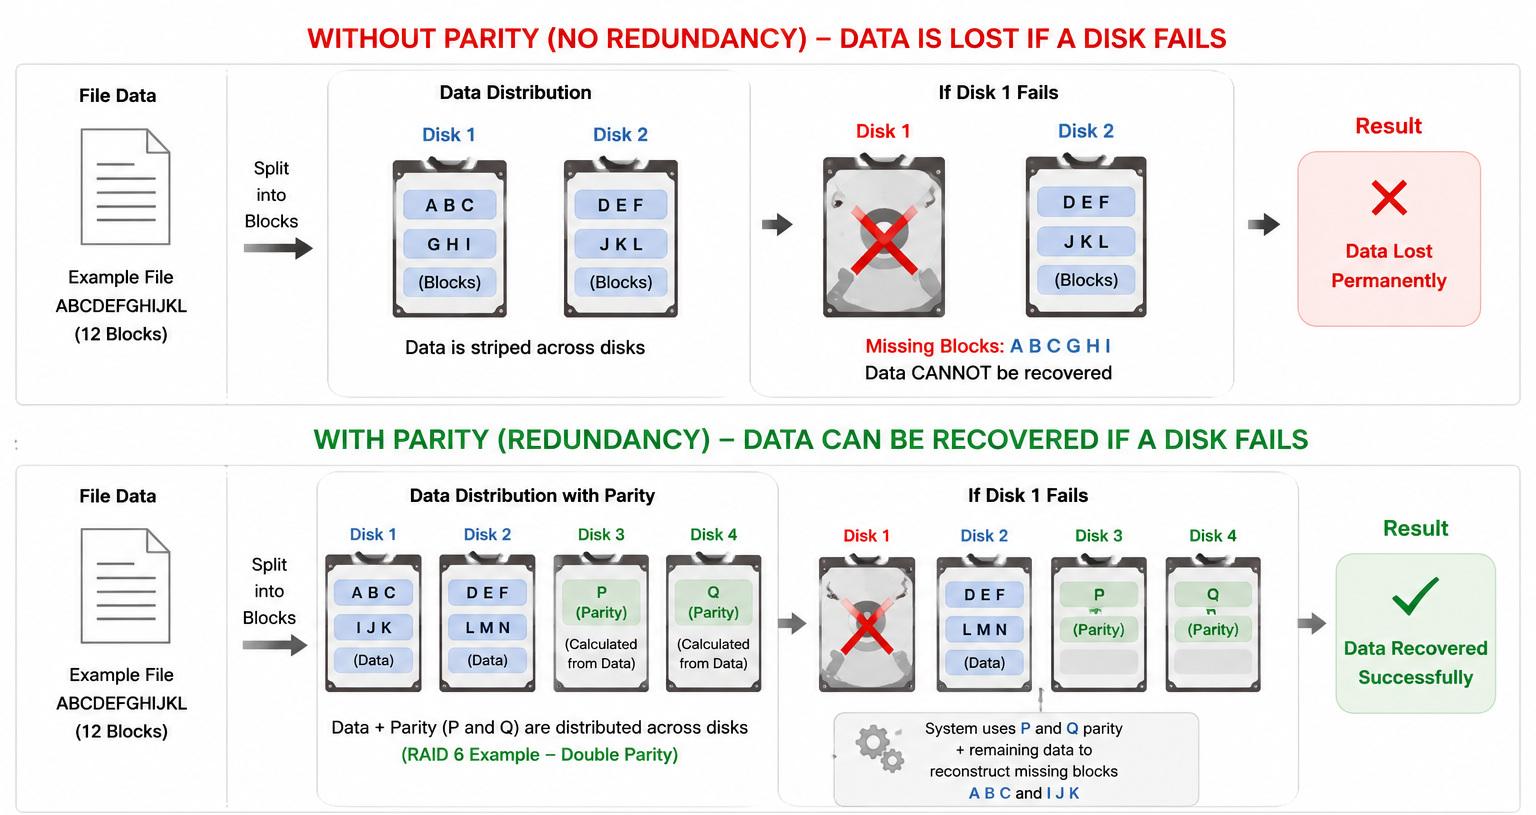 WITHOUT PARITY (NO REDUNDANCY) – DATA IS LOST IF A DISK FAILS
File Data
Example File
ABCDEFGHIJKL
(12 Blocks)
Split
into
Blocks
Data Distribution
Disk 1
A B C
G H I
(Blocks)
Disk 2
D E F
J K L
(Blocks)
Data is striped across disks
If Disk 1 Fails
Disk 1
Disk 2
D E F
J K L
(Blocks)
Missing Blocks: A B C G H I
Data CANNOT be recovered
Result
Data Lost
Permanently
WITH PARITY (REDUNDANCY) – DATA CAN BE RECOVERED IF A DISK FAILS
File Data
Example File
ABCDEFGHIJKL
(12 Blocks)
Split
into
Blocks
Data Distribution with Parity
Disk 1
A B C
I J K
(Data)
Disk 2
D E F
L M N
(Data)
Disk 3
P
(Parity)
(Calculated
from Data)
Disk 4
Q
(Parity)
(Calculated
from Data)
Data + Parity (P and Q) are distributed across disks
(RAID 6 Example – Double Parity)
If Disk 1 Fails
Disk 1
Disk 2
D E F
L M N
(Data)
Disk 3
P
(Parity)
Disk 4
Q
(Parity)
System uses P and Q parity
+ remaining data to
reconstruct missing blocks
A B C and I J K
Result
Data Recovered
Successfully